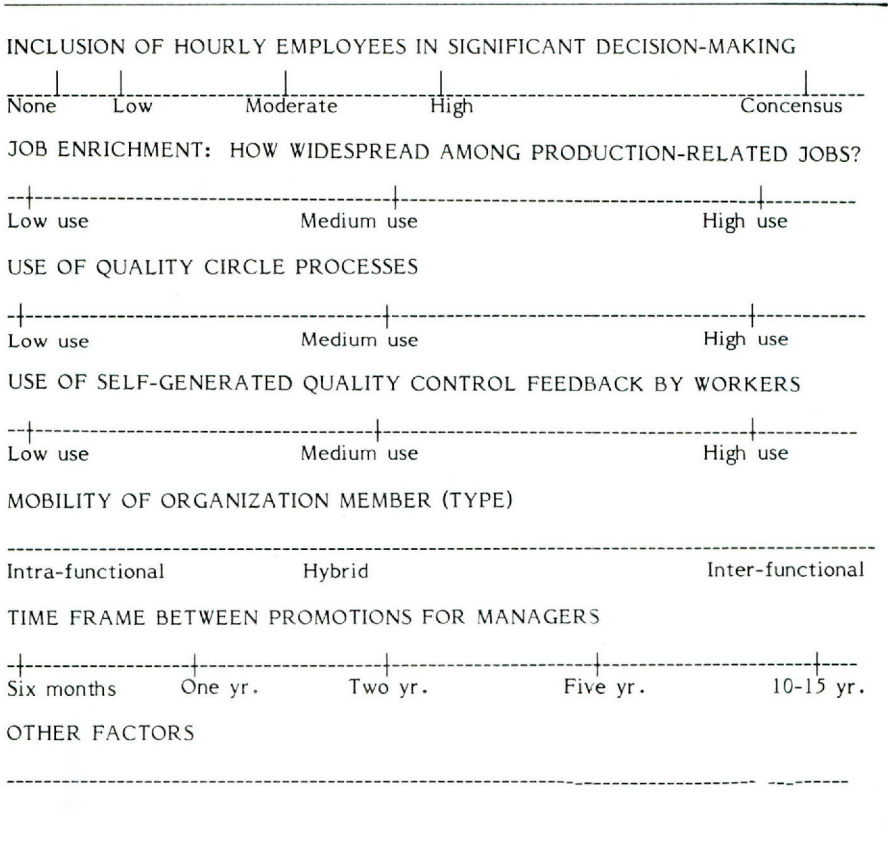 INCLUSION OF HOURLY EMPLOYEES IN SIGNIFICANT DECISION-MAKING
None Low Moderate High Concensus
JOB ENRICHMENT: HOW WIDESPREAD AMONG PRODUCTION-RELATED JOBS?
Low use Medium use High use
USE OF QUALITY CIRCLE PROCESSES
Low use Medium use High use
USE OF SELF-GENERATED QUALITY CONTROL FEEDBACK BY WORKERS
Low use Medium use High use
MOBILITY OF ORGANIZATION MEMBER (TYPE)
Intra-functional Hybrid Inter-functional
TIME FRAME BETWEEN PROMOTIONS FOR MANAGERS
Six months One yr. Two yr. Five yr. 10-15 yr.
OTHER FACTORS